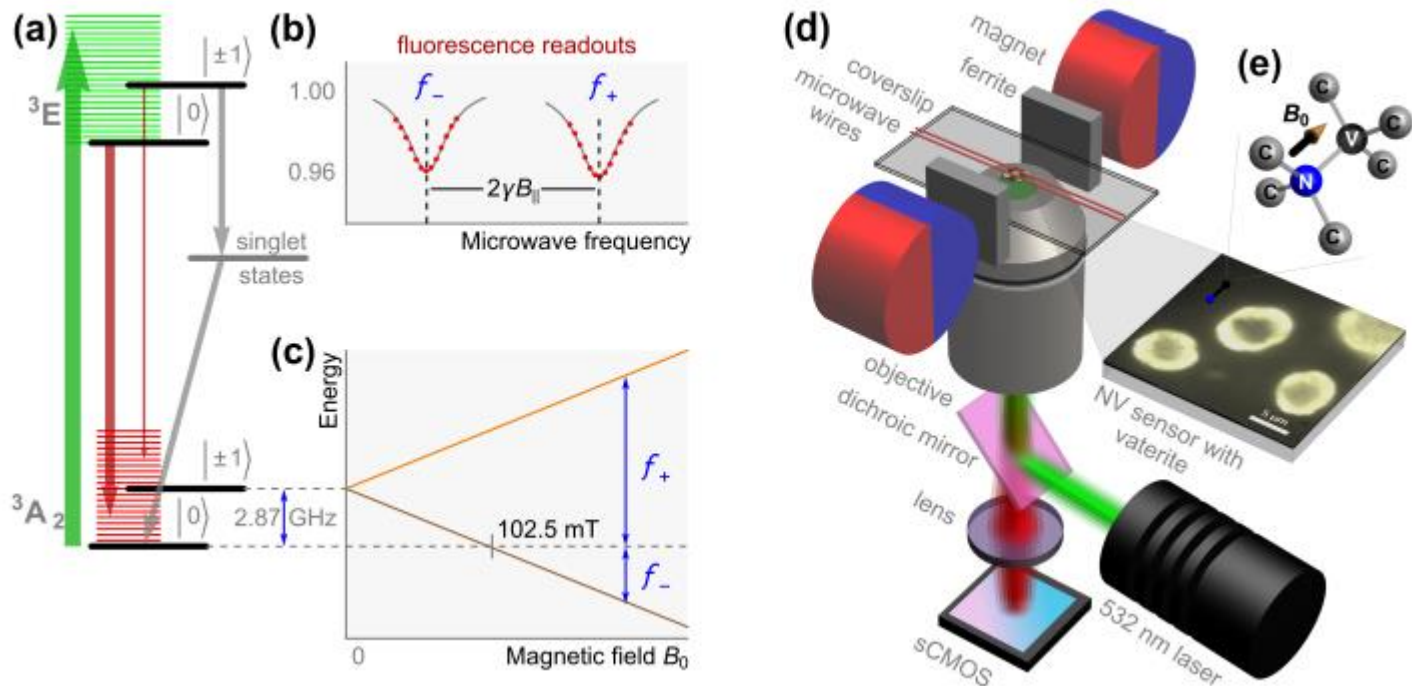 (a)
|±1⟩
³E
|0⟩
singlet
states
|±1⟩
³A₂
|0⟩
2.87 GHz
(b)
fluorescence readouts
1.00
f₋
f₊
0.96
2γB||
Microwave frequency
(c)
Energy
102.5 mT
f₊
f₋
0
Magnetic field B₀
(d)
magnet
ferrite
coverslip
microwave
wires
objective
dichroic mirror
lens
sCMOS
532 nm laser
NV sensor with
vaterite
5 μm
(e)
B₀
C
C
V
C
C
N
C
C